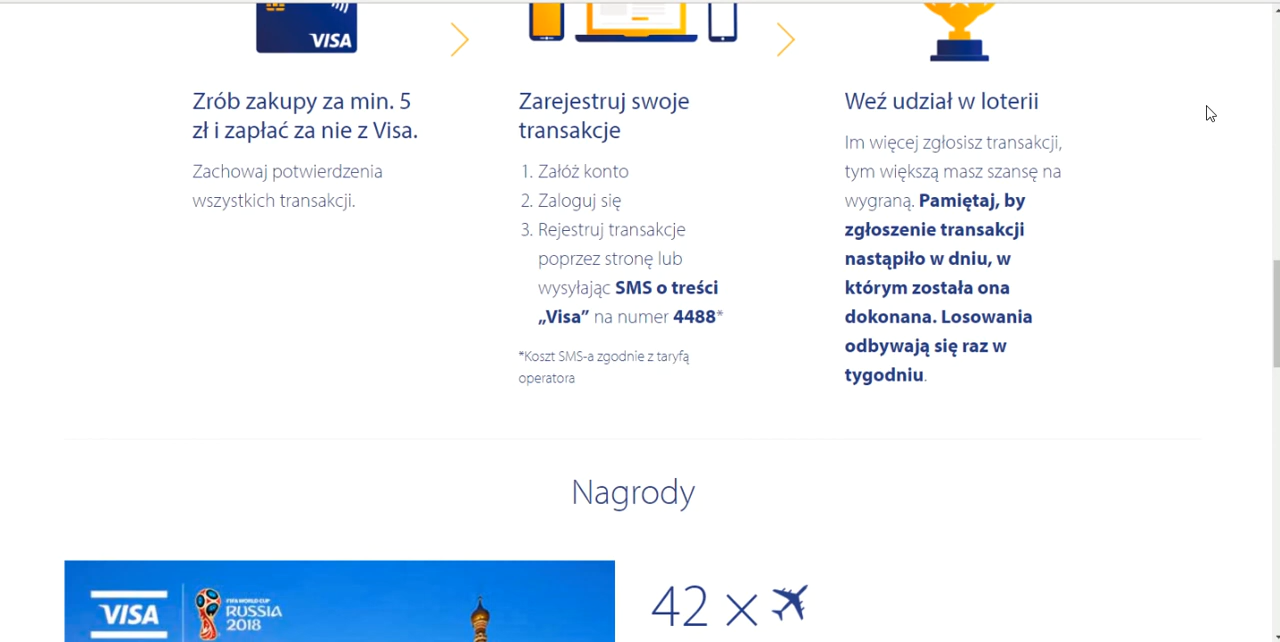 VISA
Zrób zakupy za min. 5
zł i zapłać za nie z Visa.
Zachowaj potwierdzenia
wszystkich transakcji.
Zarejestruj swoje
transakcje
1. Załóż konto
2. Zaloguj się
3. Rejestruj transakcje
poprzez stronę lub
wysyłając SMS o treści
„Visa” na numer 4488*
*Koszt SMS-a zgodnie z taryfą
operatora
Weź udział w loterii
Im więcej zgłosisz transakcji,
tym większą masz szansę na
wygraną. Pamiętaj, by
zgłoszenie transakcji
nastąpiło w dniu, w
którym została ona
dokonana. Losowania
odbywają się raz w
tygodniu.
Nagrody
VISA
FIFA WORLD CUP
RUSSIA
2018
42 x